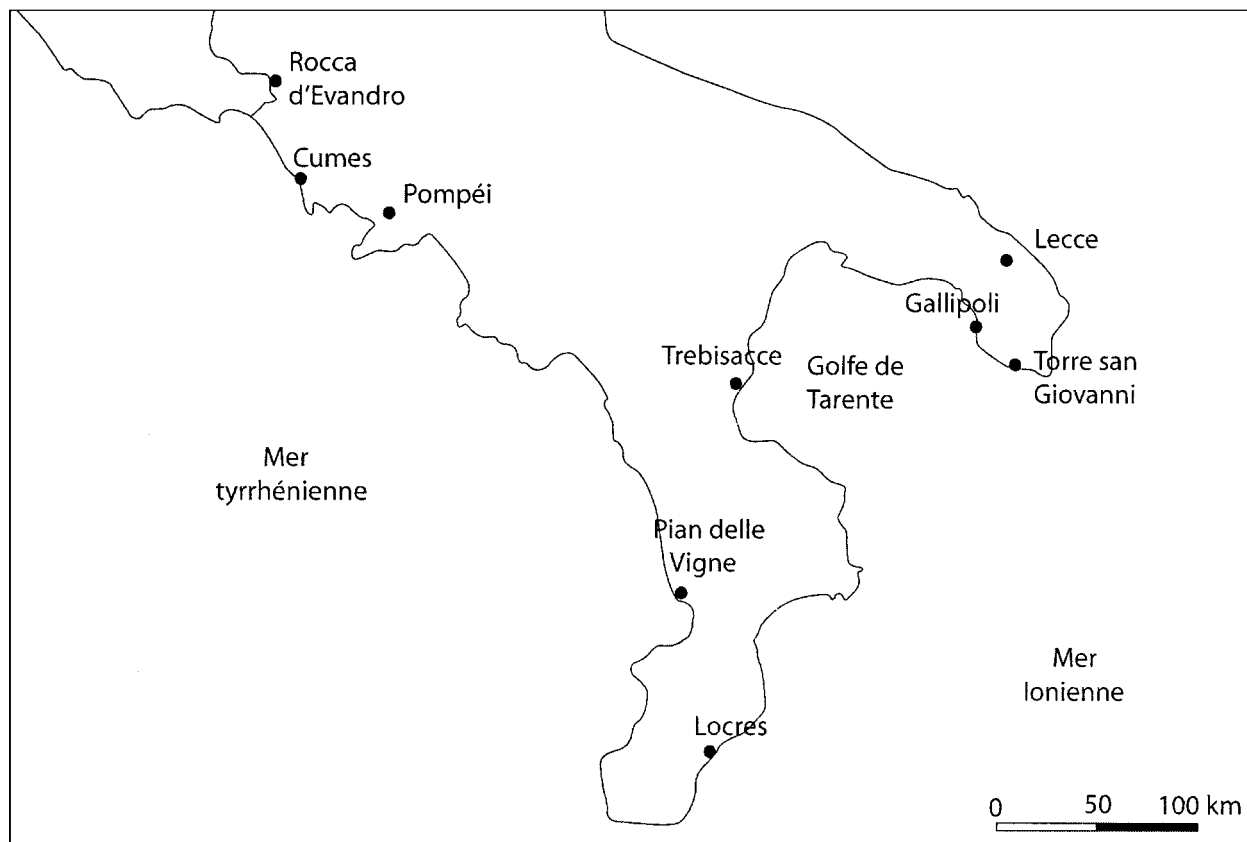 Rocca
d'Evandro
Cumes
Pompéi
Lecce
Gallipoli
Trebisacce
Golfe de
Tarente
Torre san
Giovanni
Mer
tyrrhénienne
Pian delle
Vigne
Mer
Ionienne
Locres
0 50 100 km